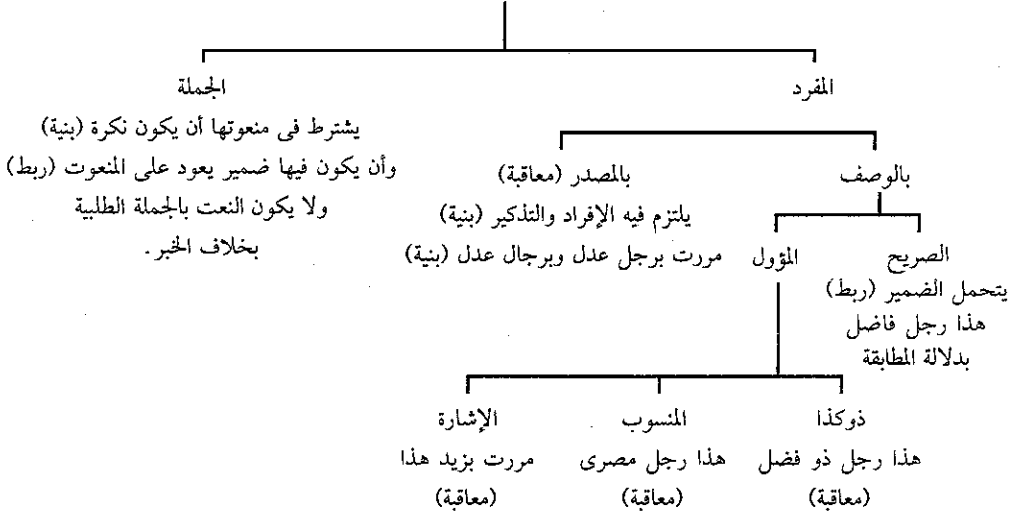 المفرد
الجملة
يشترط فى منعوتها أن يكون نكرة (بنية)
وأن يكون فيها ضمير يعود على المنعوت (ربط)
ولا يكون النعت بالجملة الطلبية
بخلاف الخبر .
بالوصف
بالمصدر (معاقبة)
يلتزم فيه الإفراد والتذكير (بنية)
مررت برجل عدل وبرجال عدل (بنية)
الصريح
يتحمل الضمير (ربط)
هذا رجل فاضل
بدلالة المطابقة
المؤول
ذوكذا
هذا رجل ذو فضل
(معاقبة)
المنسوب
هذا رجل مصرى
(معاقبة)
الإشارة
مررت بزيد هذا
(معاقبة)